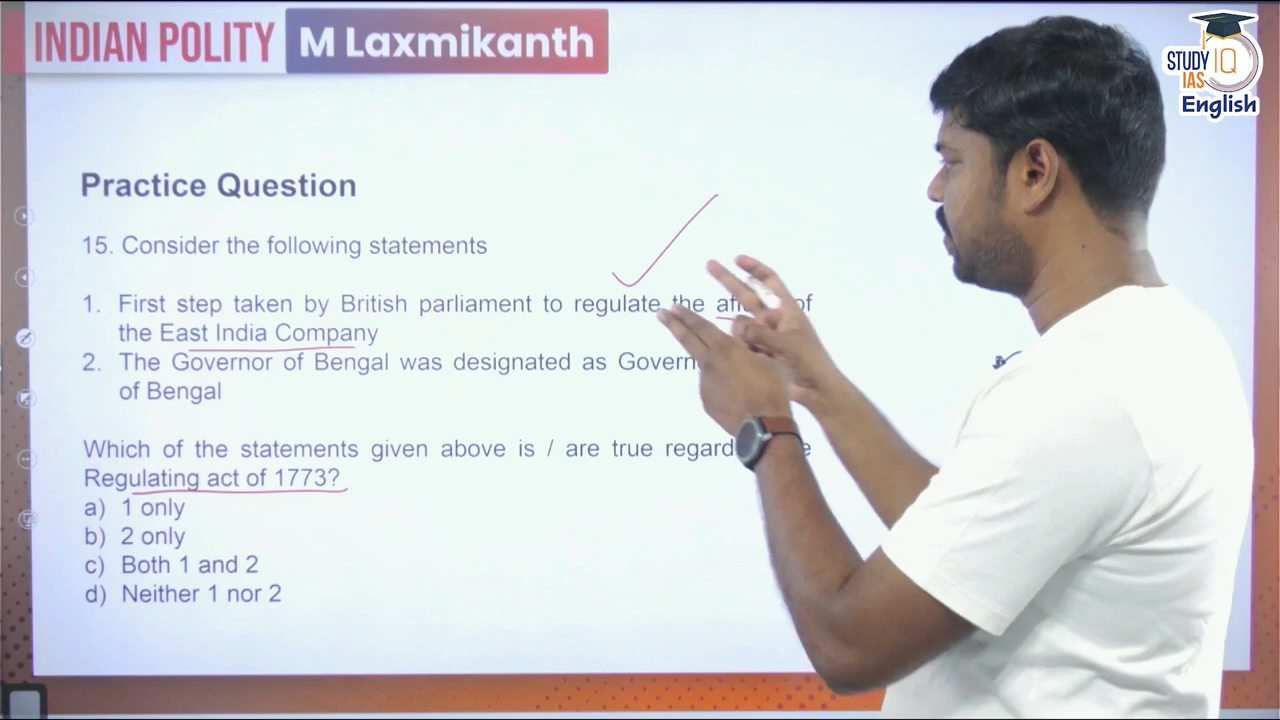 INDIAN POLITY M Laxmikanth
STUDY IQ
IAS
English
Practice Question
15. Consider the following statements
1. First step taken by British parliament to regulate the of
the East India Company
2. The Governor of Bengal was designated as
of Bengal
Which of the statements given above is / are true
Regulating act of 1773?
a) 1 only
b) 2 only
c) Both 1 and 2
d) Neither 1 nor 2